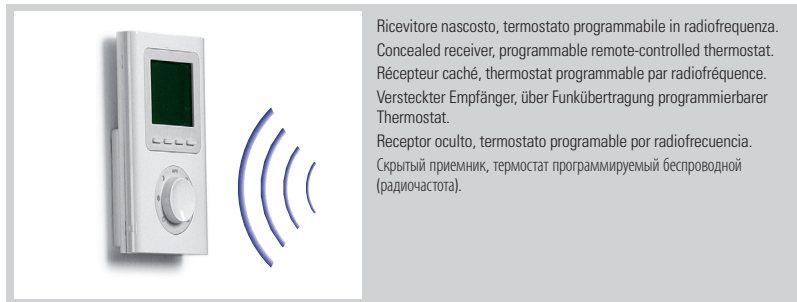 Ricevitore nascosto, termostato programmabile in radiofrequenza.
Concealed receiver, programmable remote-controlled thermostat.
Récepteur caché, thermostat programmable par radiofréquence.
Versteckter Empfänger, über Funkübertragung programmierbarer
Thermostat.
Receptor oculto, termostato programable por radiofrecuencia.
Скрытый приемник, термостат программируемый беспроводной
(радиочастота).